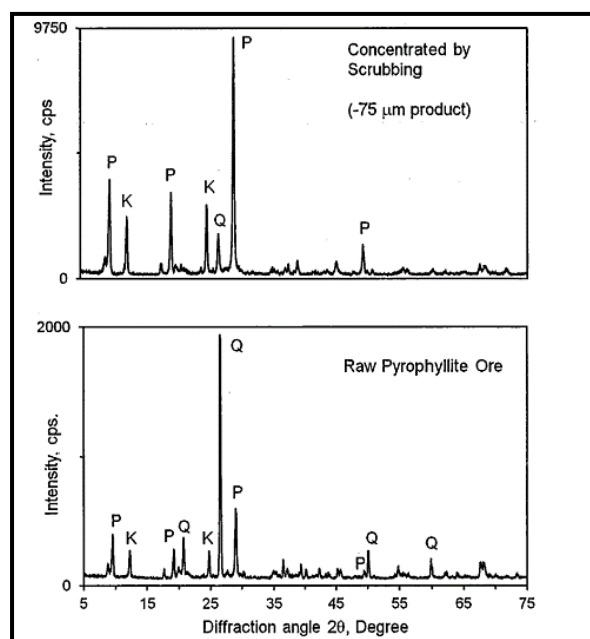 9750
P
Concentrated by
Scrubbing
(-75 μm product)
Intensity, cps
P
P
K
K
Q
P
0
2000
Q
Raw Pyrophyllite Ore
Intensity, cps.
P
P
K
P
Q
K
Q
P
Q
0
5 15 25 35 45 55 65 75
Diffraction angle 2θ, Degree